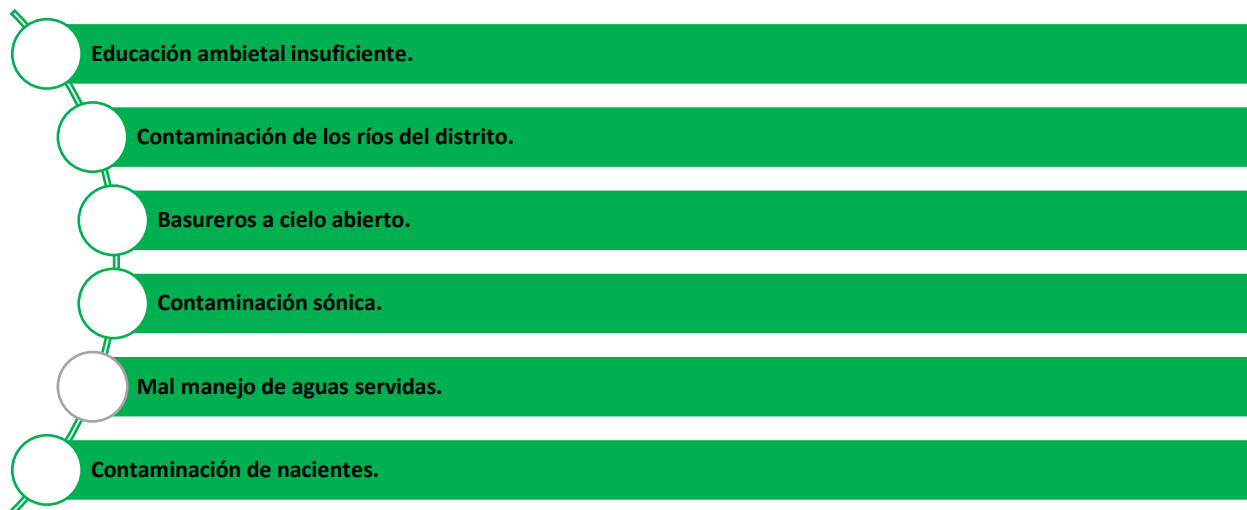 Educación ambietal insuficiente.
Contaminación de los ríos del distrito.
Basureros a cielo abierto.
Contaminación sónica.
Mal manejo de aguas servidas.
Contaminación de nacientes.